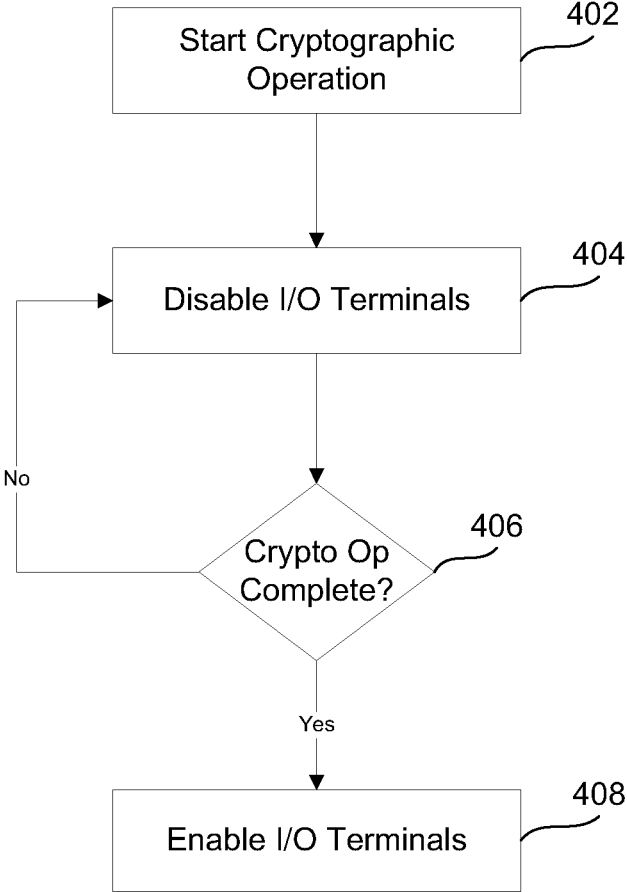 402
Start Cryptographic
Operation
404
Disable I/O Terminals
No
406
Crypto Op
Complete?
Yes
408
Enable I/O Terminals